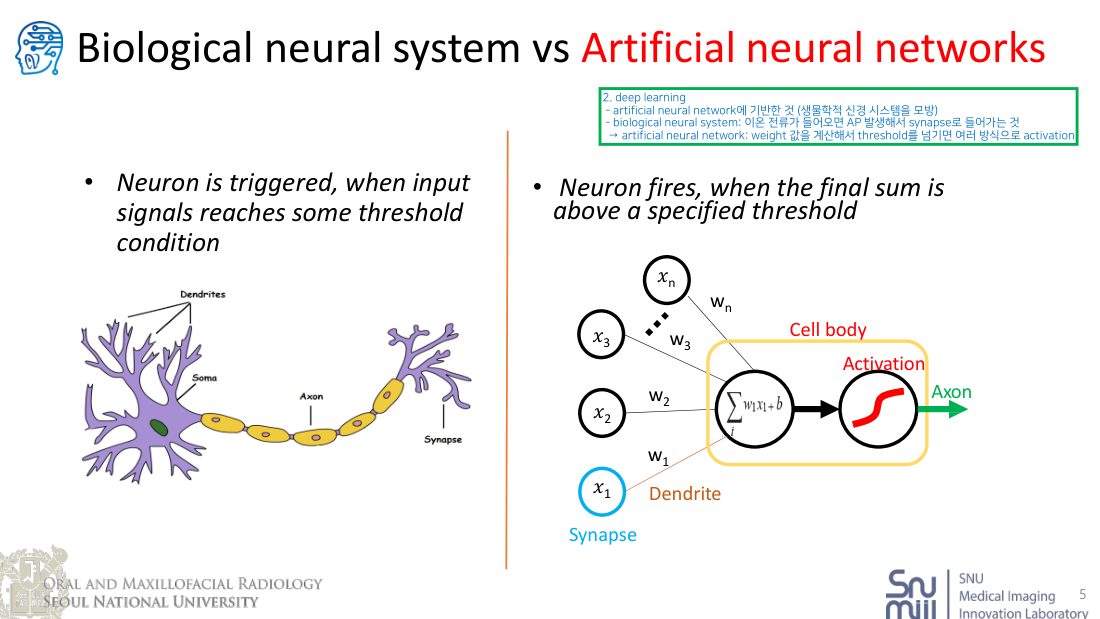 Biological neural system vs Artificial neural networks
2. deep learning
- artificial neural network에 기반한 것 (생물학적 신경 시스템을 모방)
- biological neural system: 이온 전류가 들어오면 AP 발생해서 synapse로 들어가는 것
→ artificial neural network: weight 값을 계산해서 threshold를 넘기면 여러 방식으로 activation
• Neuron is triggered, when input
signals reaches some threshold
condition
Dendrites
Soma
Axon
Synapse
• Neuron fires, when the final sum is
above a specified threshold
xn
wn
x3
w3
Cell body
Activation
x2
w2
∑ w1x1+ b
i
Axon
w1
x1
Dendrite
Synapse
ORAL AND MAXILLOFACIAL RADIOLOGY
SEOUL NATIONAL UNIVERSITY
SNU
miil
SNU
Medical Imaging
Innovation Laboratory
5